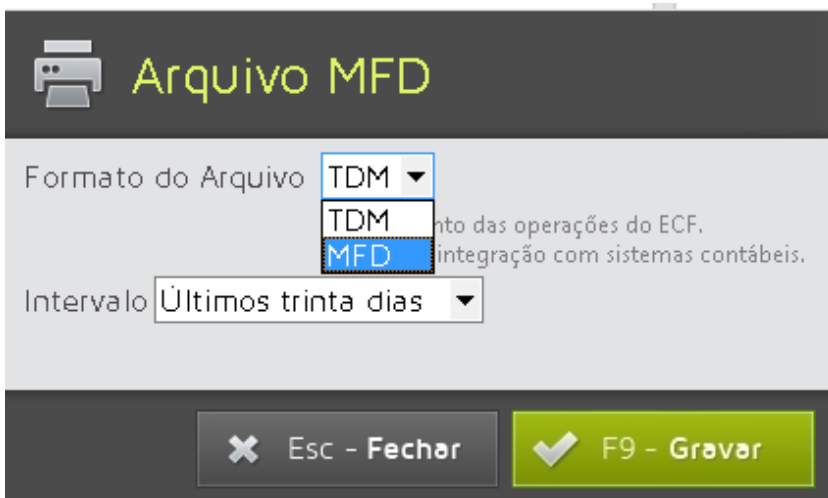 Arquivo MFD
Formato do Arquivo TDM
TDM
das operações do ECF.
MFD
integração com sistemas contábeis.
Intervalo Últimos trinta dias
Esc - Fechar
F9 - Gravar